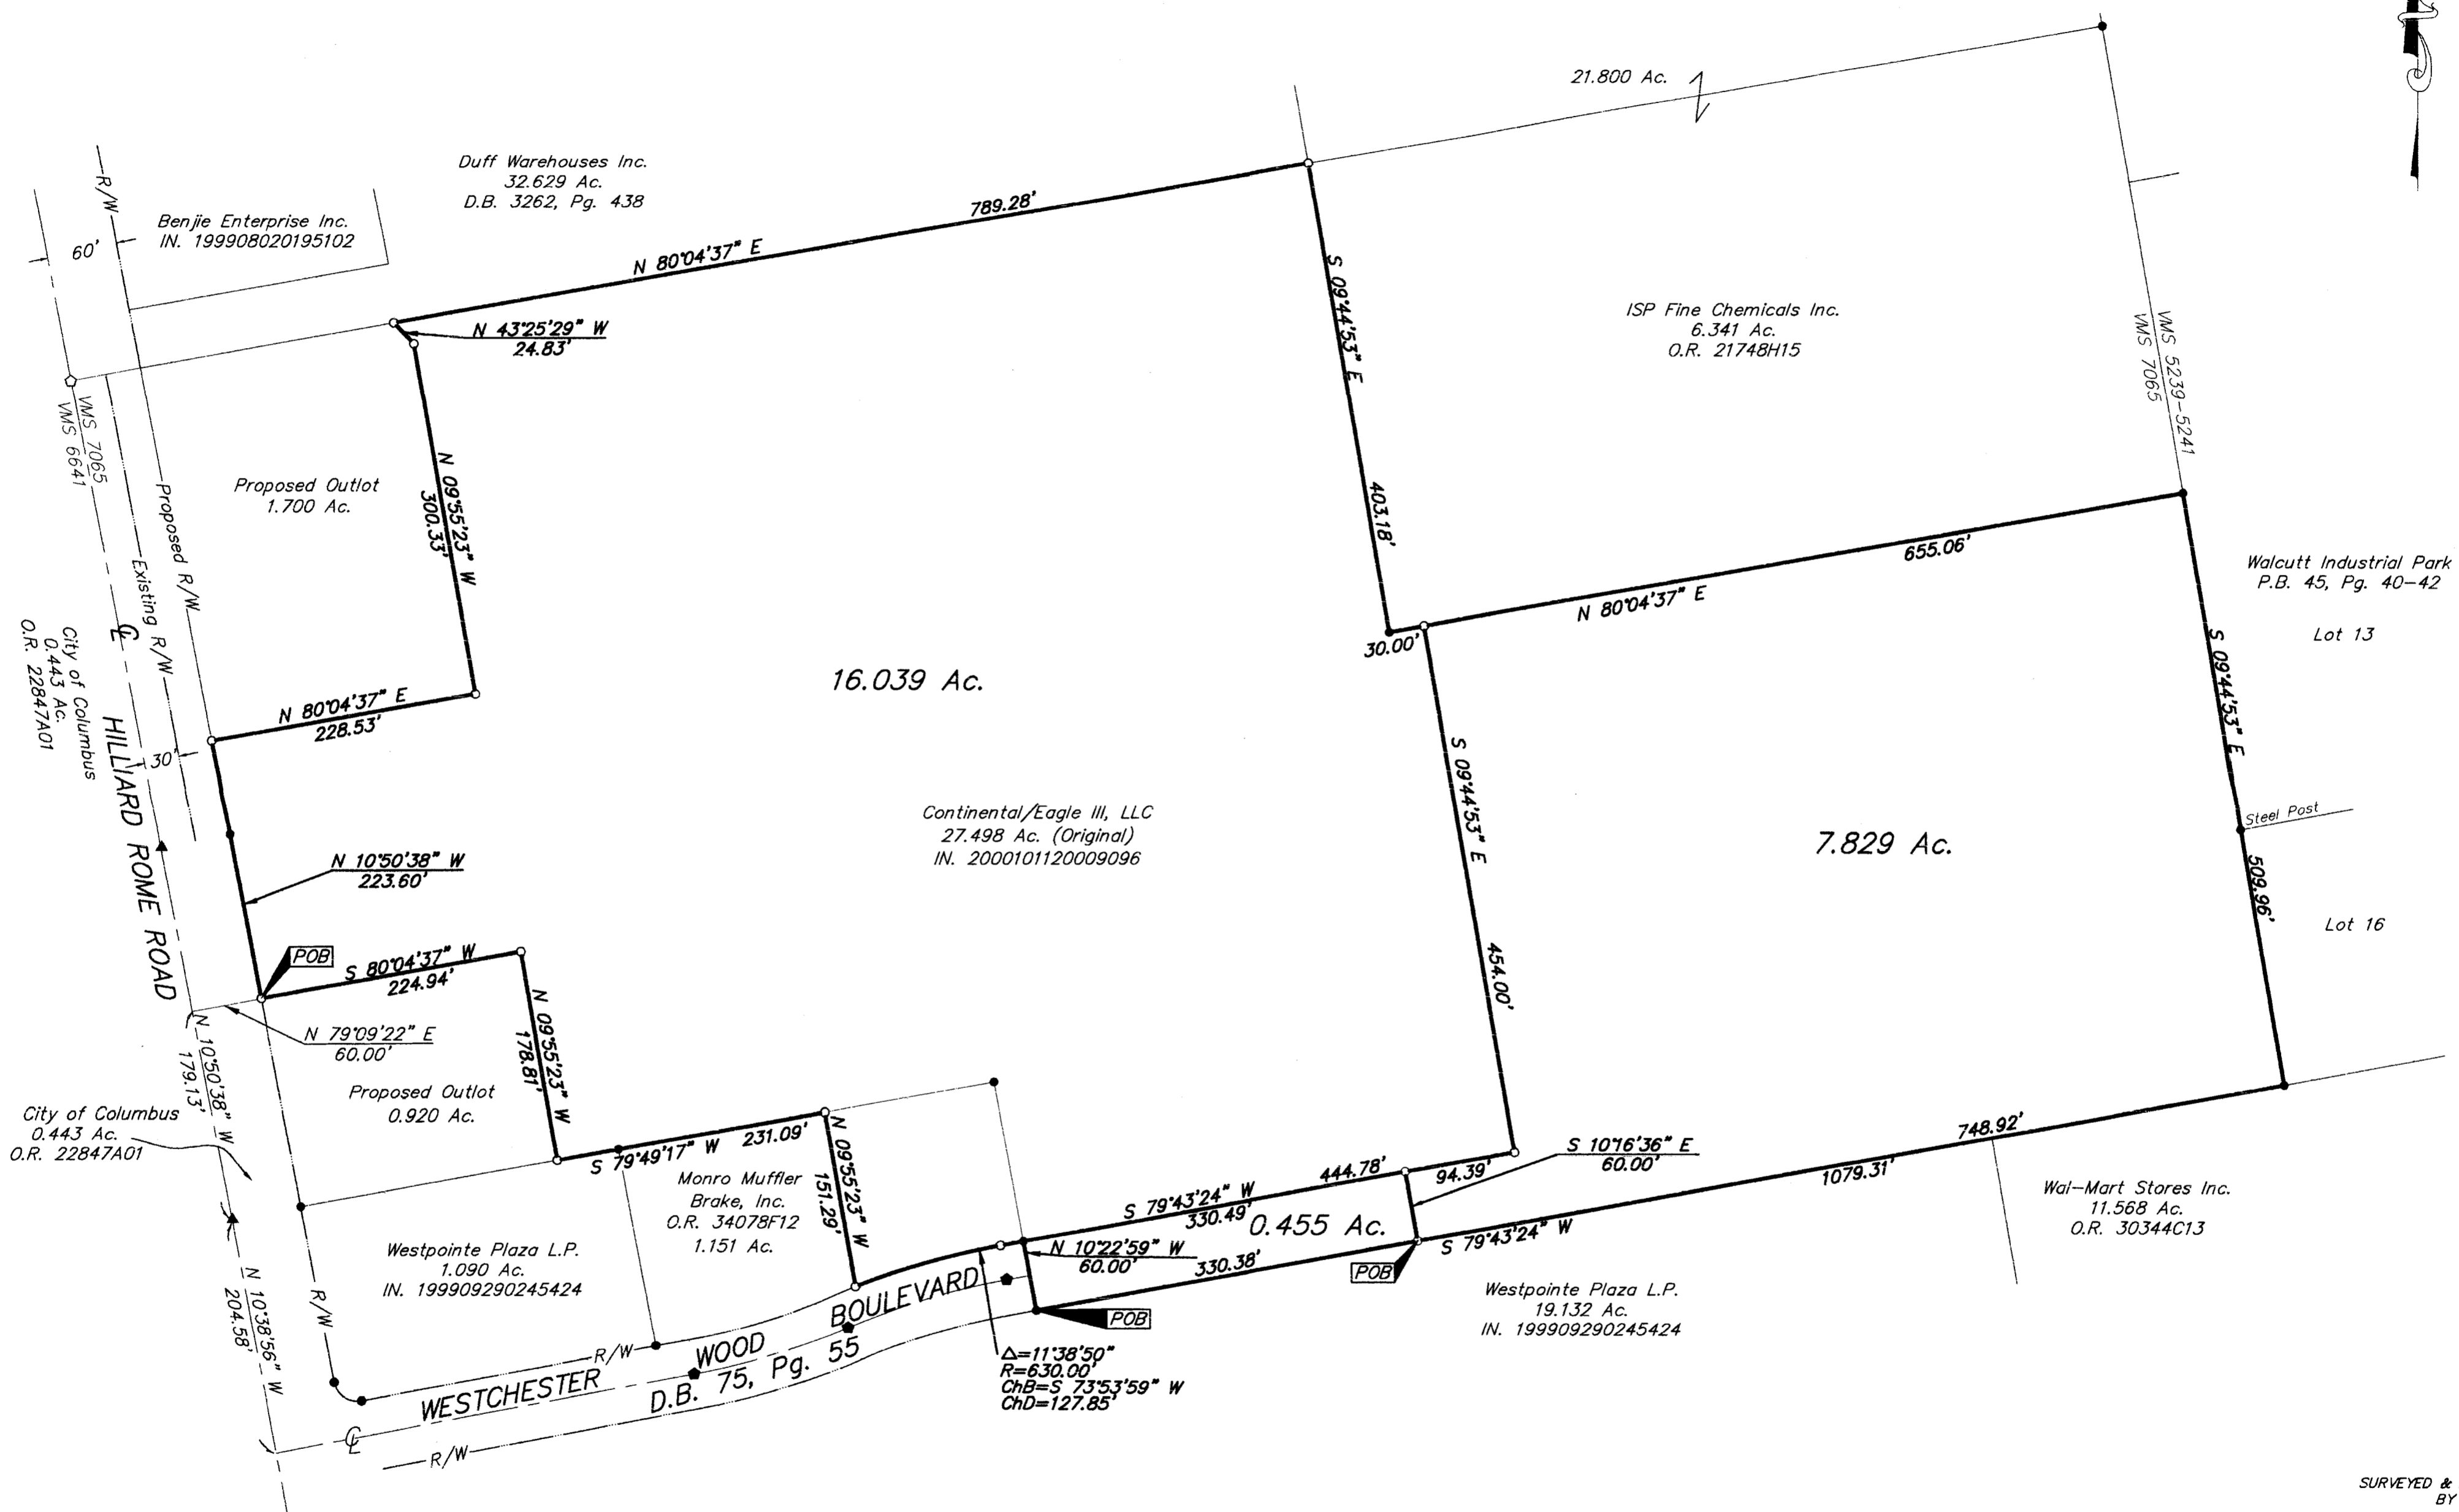 21.800 Ac.
Duff Warehouses Inc.
32.629 Ac.
D.B. 3262, Pg. 438
R/W
Benjie Enterprise Inc.
IN. 199908020195102
60'
789.28'
N 80°04'37" E
N 43°25'29" W
24.83'
S 09°44'53" E
403.18'
ISP Fine Chemicals Inc.
6.341 Ac.
O.R. 21748H15
VMS 5239-5241
VMS 7065
VMS 7065
VMS 6641
Proposed R/W
Existing R/W
Proposed Outlot
1.700 Ac.
N 09°55'23" W
300.33'
655.06'
N 80°04'37" E
30.00'
Walcutt Industrial Park
P.B. 45, Pg. 40-42
Lot 13
S 09°44'53" E
City of Columbus
0.443 Ac.
O.R. 22847A01
16.039 Ac.
N 80°04'37" E
228.53'
30'
HILLIARD ROME ROAD
S 09°44'53" E
454.00'
Continental/Eagle III, LLC
27.498 Ac. (Original)
IN. 2000101120009096
7.829 Ac.
Steel Post
509.96'
Lot 16
N 10°50'38" W
223.60'
POB
S 80°04'37" W
224.94'
N 79°09'22" E
60.00'
N 10°50'38" W
179.13'
N 09°55'23" W
178.81'
Proposed Outlot
0.920 Ac.
City of Columbus
0.443 Ac.
O.R. 22847A01
S 79°49'17" W
231.09'
N 09°55'23" W
151.29'
Monro Muffler
Brake, Inc.
O.R. 34078F12
1.151 Ac.
S 10°16'36" E
60.00'
748.92'
1079.31'
444.78'
94.39'
S 79°43'24" W
330.49'
0.455 Ac.
S 79°43'24" W
Wal-Mart Stores Inc.
11.568 Ac.
O.R. 30344C13
Westpointe Plaza L.P.
1.090 Ac.
IN. 199909290245424
N 10°22'59" W
60.00'
330.38'
POB
POB
Westpointe Plaza L.P.
19.132 Ac.
IN. 199909290245424
N 10°38'56" W
204.58'
R/W
R/W
WESTCHESTER WOOD BOULEVARD
D.B. 75, Pg. 55
R/W
Δ=11°38'50"
R=630.00'
ChB=S 73°53'59" W
ChD=127.85'
SURVEYED &
BY